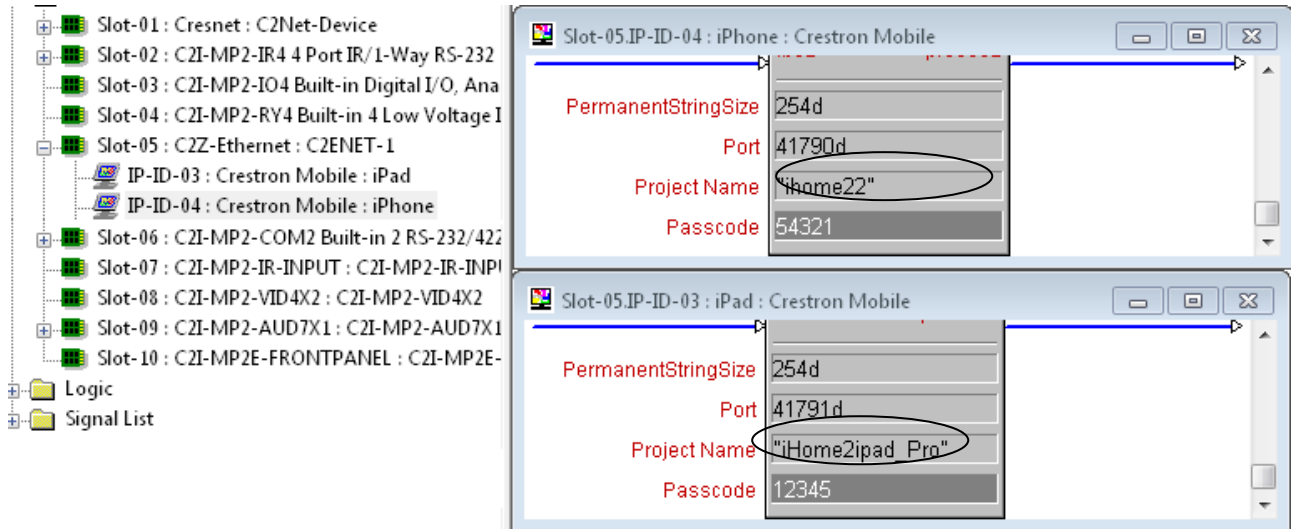 Slot-01 : Cresnet : C2Net-Device
Slot-02 : C2I-MP2-IR4 4 Port IR/1-Way RS-232
Slot-03 : C2I-MP2-IO4 Built-in Digital I/O, Ana
Slot-04 : C2I-MP2-RY4 Built-in 4 Low Voltage I
Slot-05 : C2Z-Ethernet : C2ENET-1
IP-ID-03 : Crestron Mobile : iPad
IP-ID-04 : Crestron Mobile : iPhone
Slot-06 : C2I-MP2-COM2 Built-in 2 RS-232/422
Slot-07 : C2I-MP2-IR-INPUT : C2I-MP2-IR-INPU
Slot-08 : C2I-MP2-VID4X2 : C2I-MP2-VID4X2
Slot-09 : C2I-MP2-AUD7X1 : C2I-MP2-AUD7X1
Slot-10 : C2I-MP2E-FRONTPANEL : C2I-MP2E-
Logic
Signal List
Slot-05.IP-ID-04 : iPhone : Crestron Mobile
PermanentStringSize 254d
Port 41790d
Project Name "ihome22"
Passcode 54321
Slot-05.IP-ID-03 : iPad : Crestron Mobile
PermanentStringSize 254d
Port 41791d
Project Name "iHome2ipad_Pro"
Passcode 12345